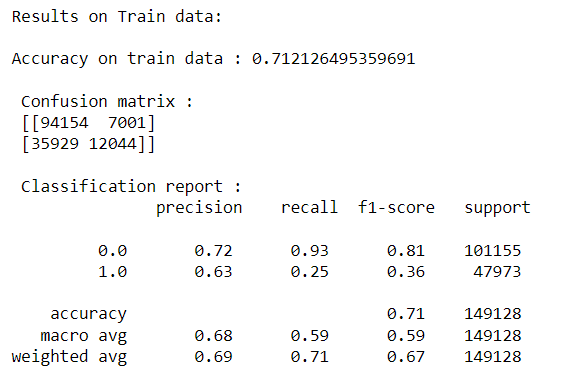 Results on Train data:
Accuracy on train data : 0.712126495359691
Confusion matrix :
[[94154  7001]
[35929 12044]]
Classification report :
precision    recall  f1-score   support
0.0       0.72      0.93      0.81    101155
1.0       0.63      0.25      0.36     47973
accuracy                           0.71    149128
macro avg       0.68      0.59      0.59    149128
weighted avg       0.69      0.71      0.67    149128